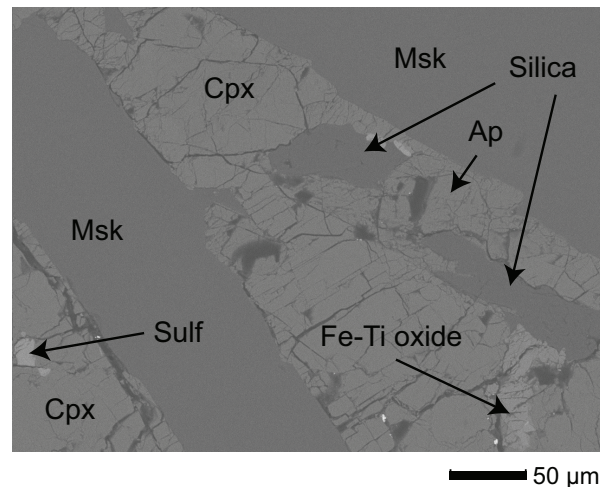 Msk
Silica
Cpx
Ap
Msk
Sulf
Fe-Ti oxide
Cpx
50 μm